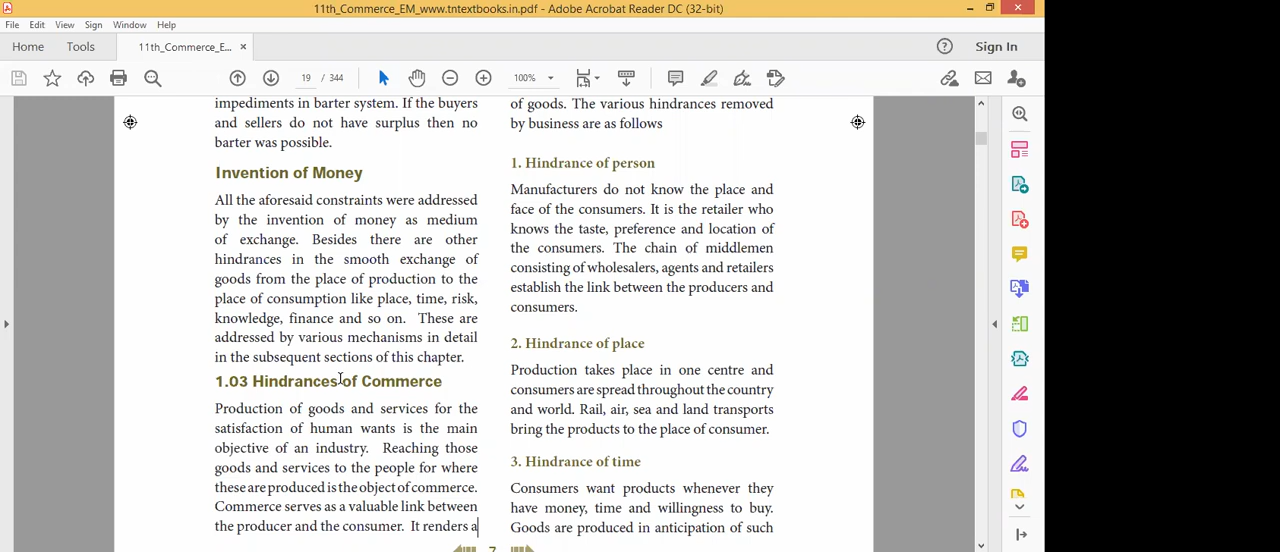 11th_Commerce_EM_www.tntextbooks.in.pdf - Adobe Acrobat Reader DC (32-bit)
File Edit View Sign Window Help
Home Tools 11th_Commerce_E... × Sign In
19 / 344 100%
impediments in barter system. If the buyers
and sellers do not have surplus then no
barter was possible.
Invention of Money
All the aforesaid constraints were addressed
by the invention of money as medium
of exchange. Besides there are other
hindrances in the smooth exchange of
goods from the place of production to the
place of consumption like place, time, risk,
knowledge, finance and so on. These are
addressed by various mechanisms in detail
in the subsequent sections of this chapter.
1.03 Hindrances of Commerce
Production of goods and services for the
satisfaction of human wants is the main
objective of an industry. Reaching those
goods and services to the people for where
these are produced is the object of commerce.
Commerce serves as a valuable link between
the producer and the consumer. It renders a
of goods. The various hindrances removed
by business are as follows
1. Hindrance of person
Manufacturers do not know the place and
face of the consumers. It is the retailer who
knows the taste, preference and location of
the consumers. The chain of middlemen
consisting of wholesalers, agents and retailers
establish the link between the producers and
consumers.
2. Hindrance of place
Production takes place in one centre and
consumers are spread throughout the country
and world. Rail, air, sea and land transports
bring the products to the place of consumer.
3. Hindrance of time
Consumers want products whenever they
have money, time and willingness to buy.
Goods are produced in anticipation of such
7